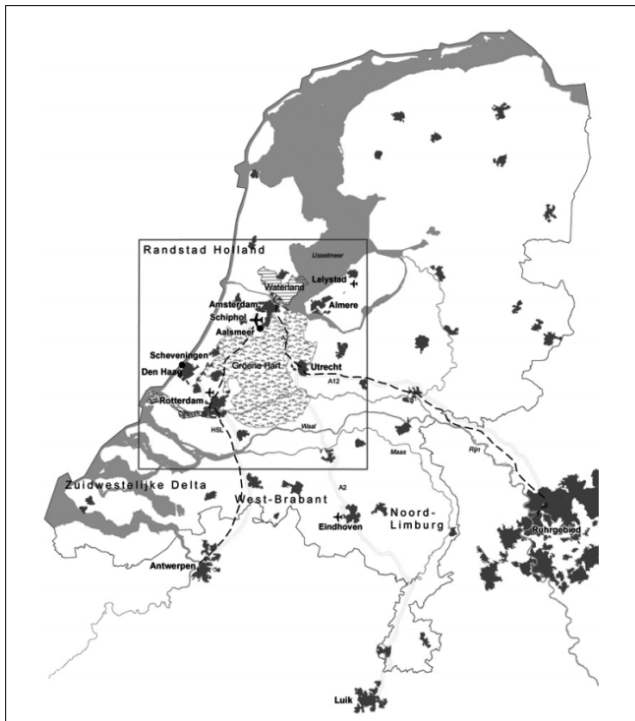 Randstad Holland
IJsselmeer
Lelystad
Waterland
Amsterdam
Almere
Schiphol
Aalsmeer
Scheveningen
Groene Hart
Den Haag
Utrecht
A12
Rotterdam
HSL
Waal
Maas
Rijn
Zuidwestelijke Delta
A2
West-Brabant
Noord-
Limburg
Eindhoven
Ruhrgebied
Antwerpen
Luik